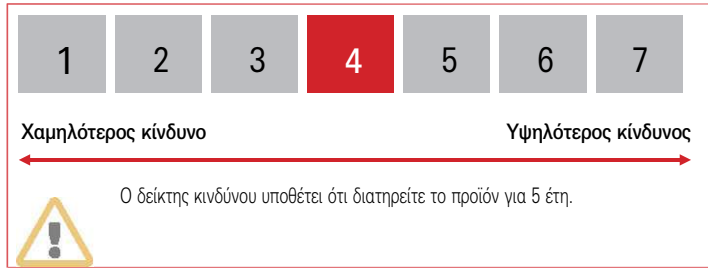 1 2 3 4 5 6 7
Χαμηλότερος κίνδυνο Υψηλότερος κίνδυνος
Ο δείκτης κινδύνου υποθέτει ότι διατηρείτε το προϊόν για 5 έτη.